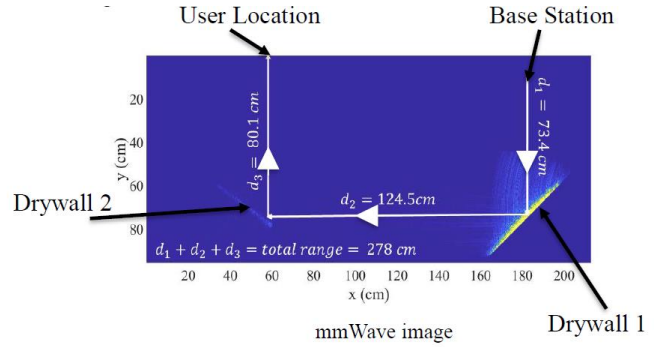 User Location
Base Station
20
40
60
80
y (cm)
d₃ = 80.1 cm
d₁ = 73.4 cm
d₂ = 124.5cm
Drywall 2
d₁ + d₂ + d₃ = total range = 278 cm
20 40 60 80 100 120 140 160 180 200
x (cm)
Drywall 1
mmWave image